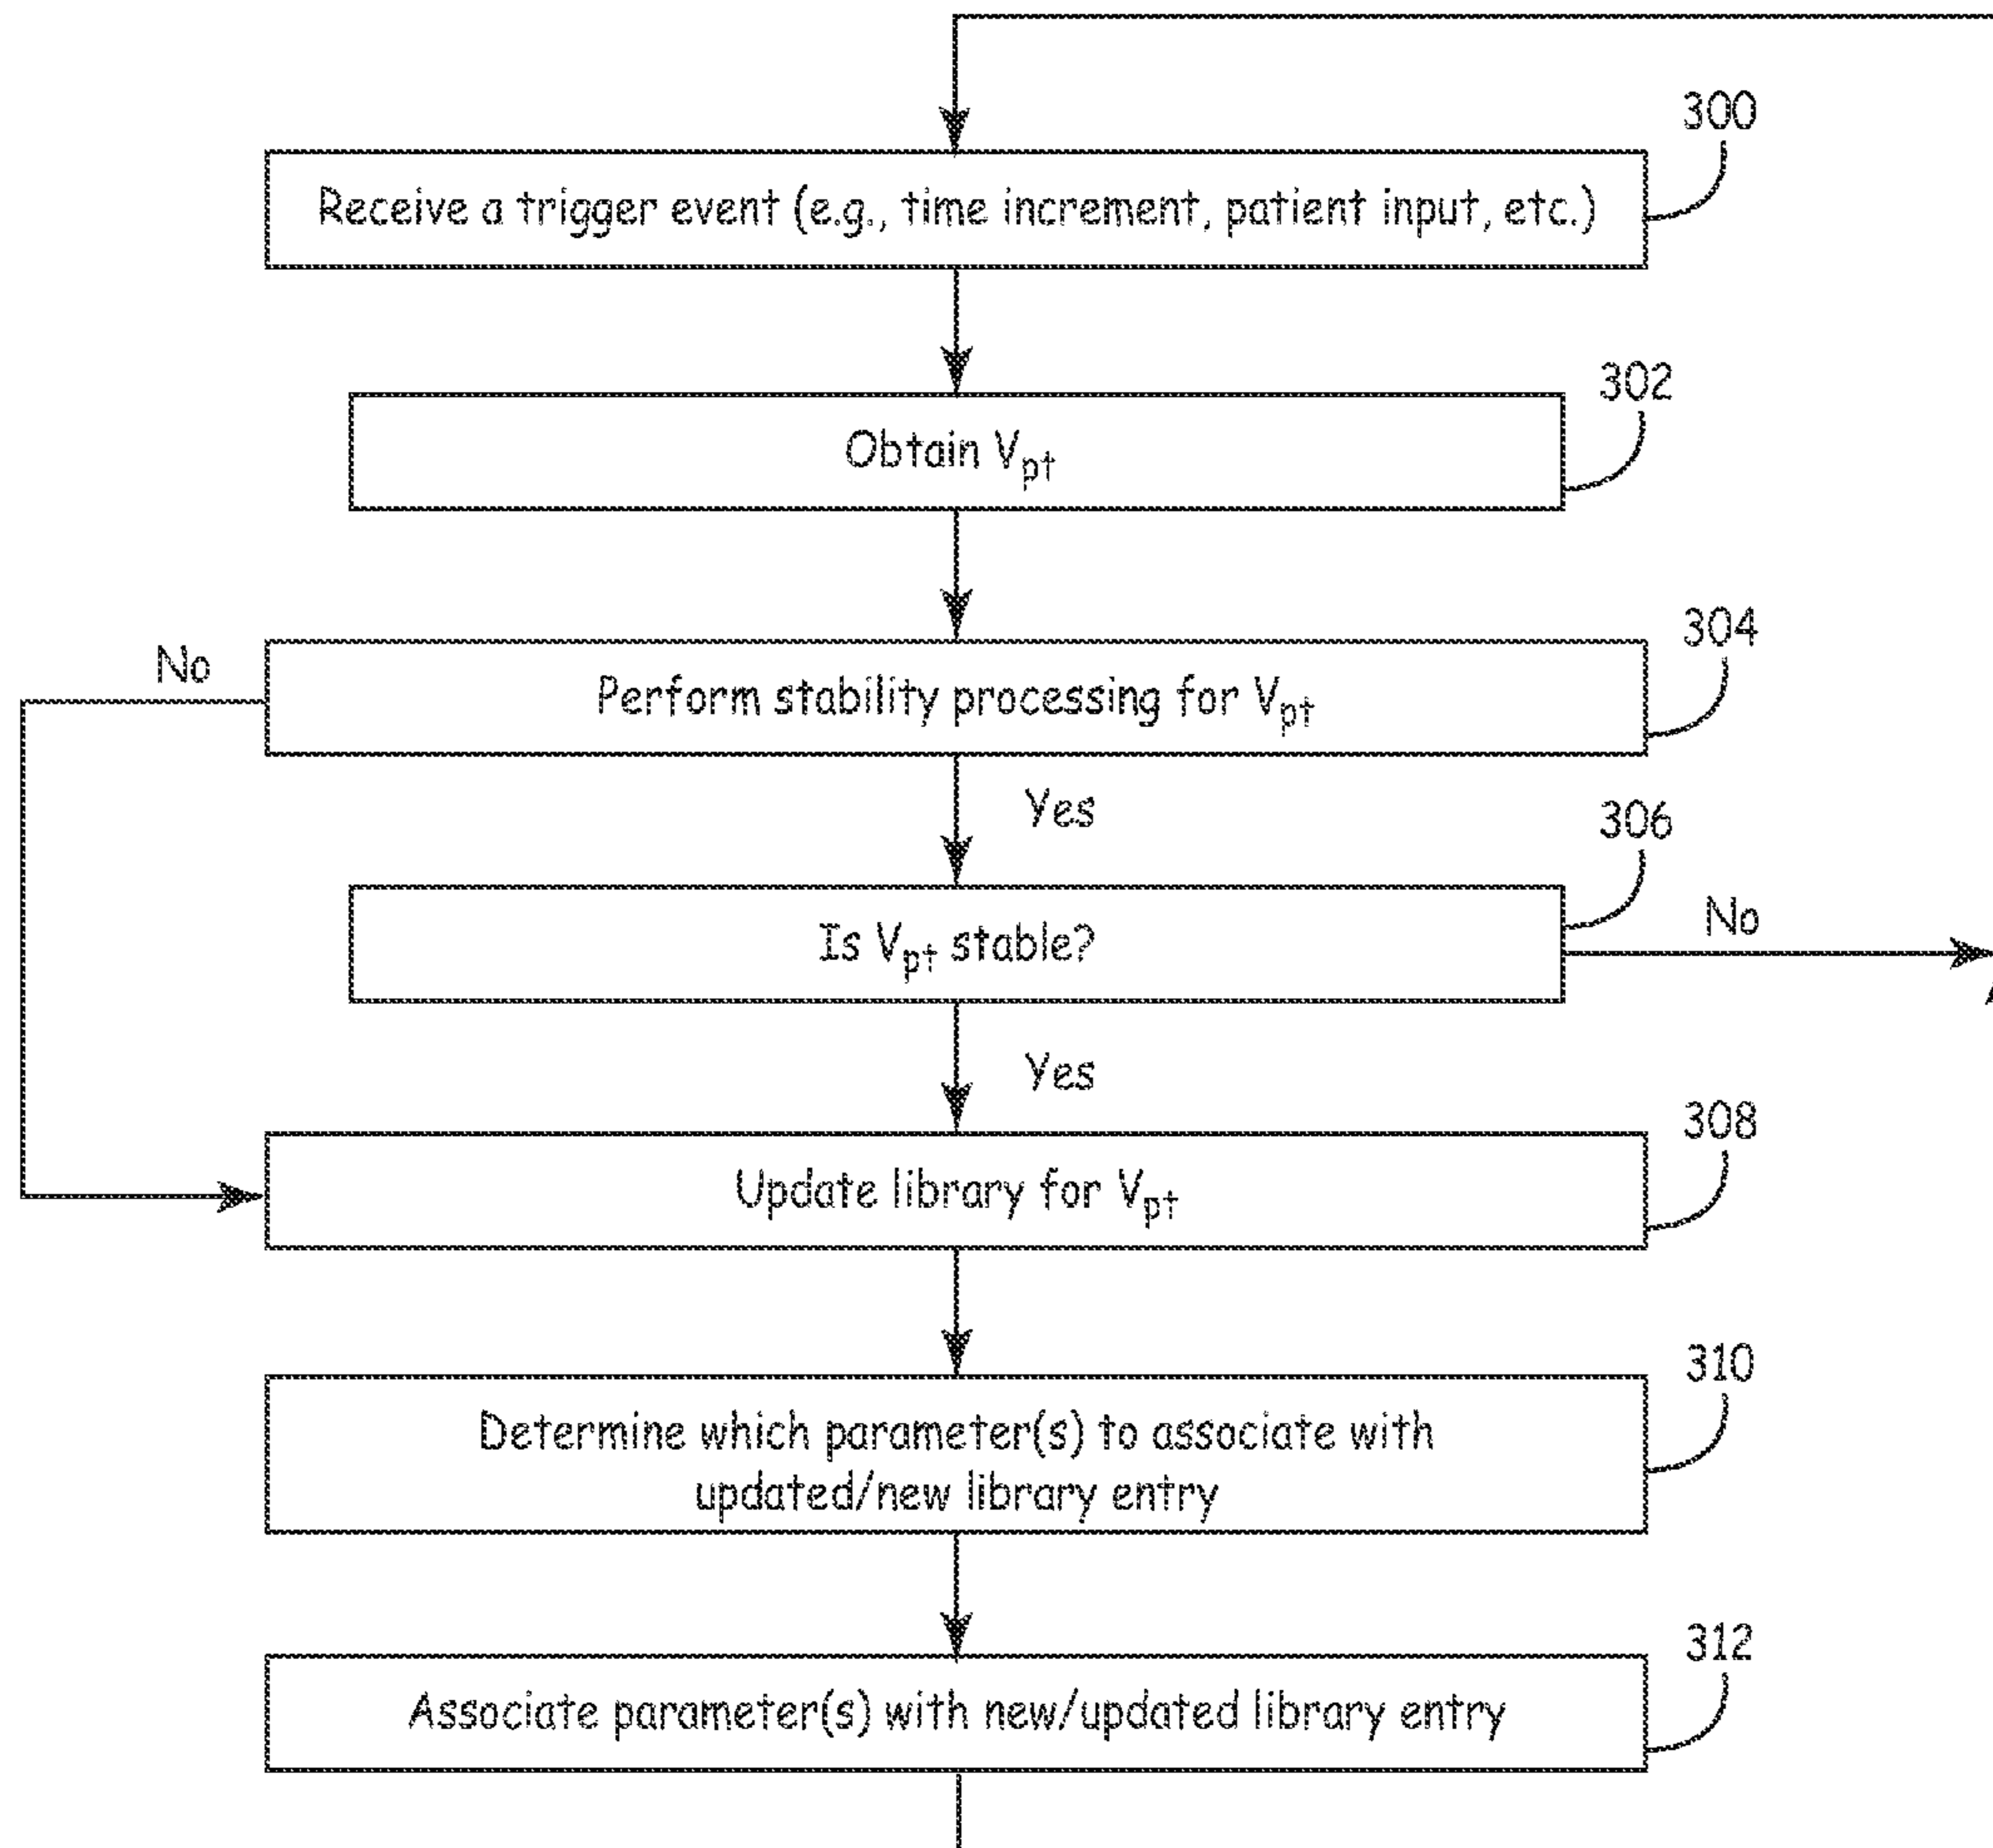 300
Receive a trigger event (e.g., time increment, patient input, etc.)
302
Obtain Vpt
304
No
Perform stability processing for Vpt
Yes
306
Is Vpt stable?
No
Yes
308
Update library for Vpt
310
Determine which parameter(s) to associate with
updated/new library entry
312
Associate parameter(s) with new/updated library entry